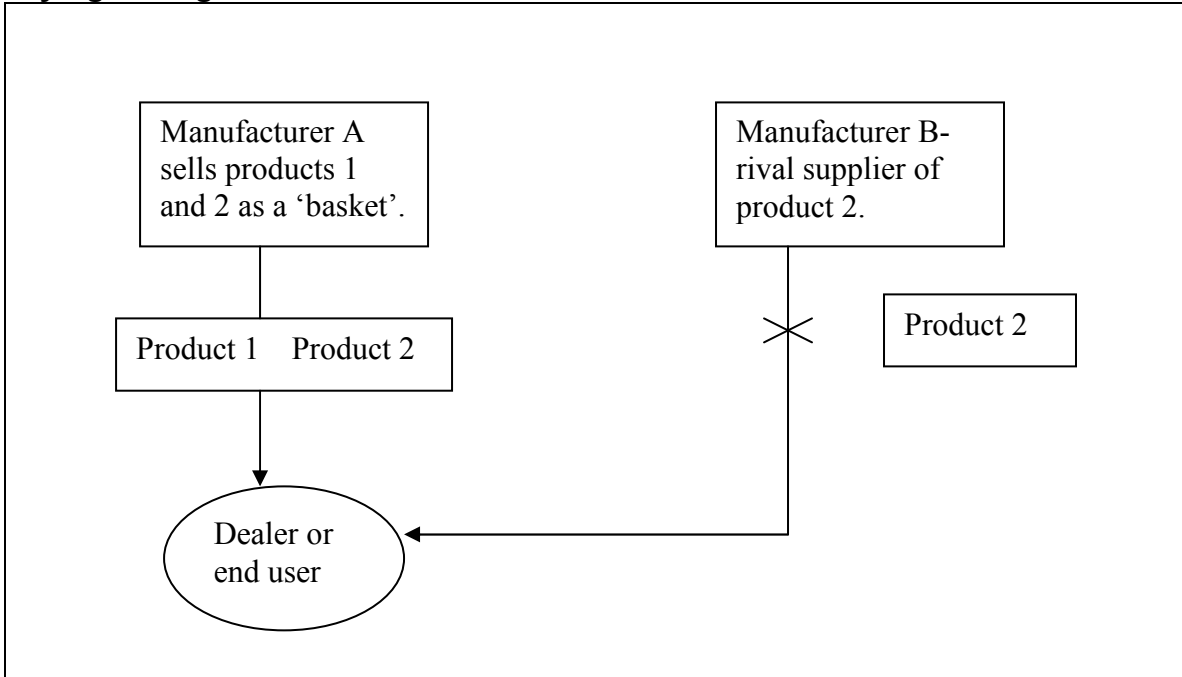 Manufacturer A
sells products 1
and 2 as a ‘basket’.
Manufacturer B-
rival supplier of
product 2.
Product 1 Product 2
Product 2
Dealer or
end user